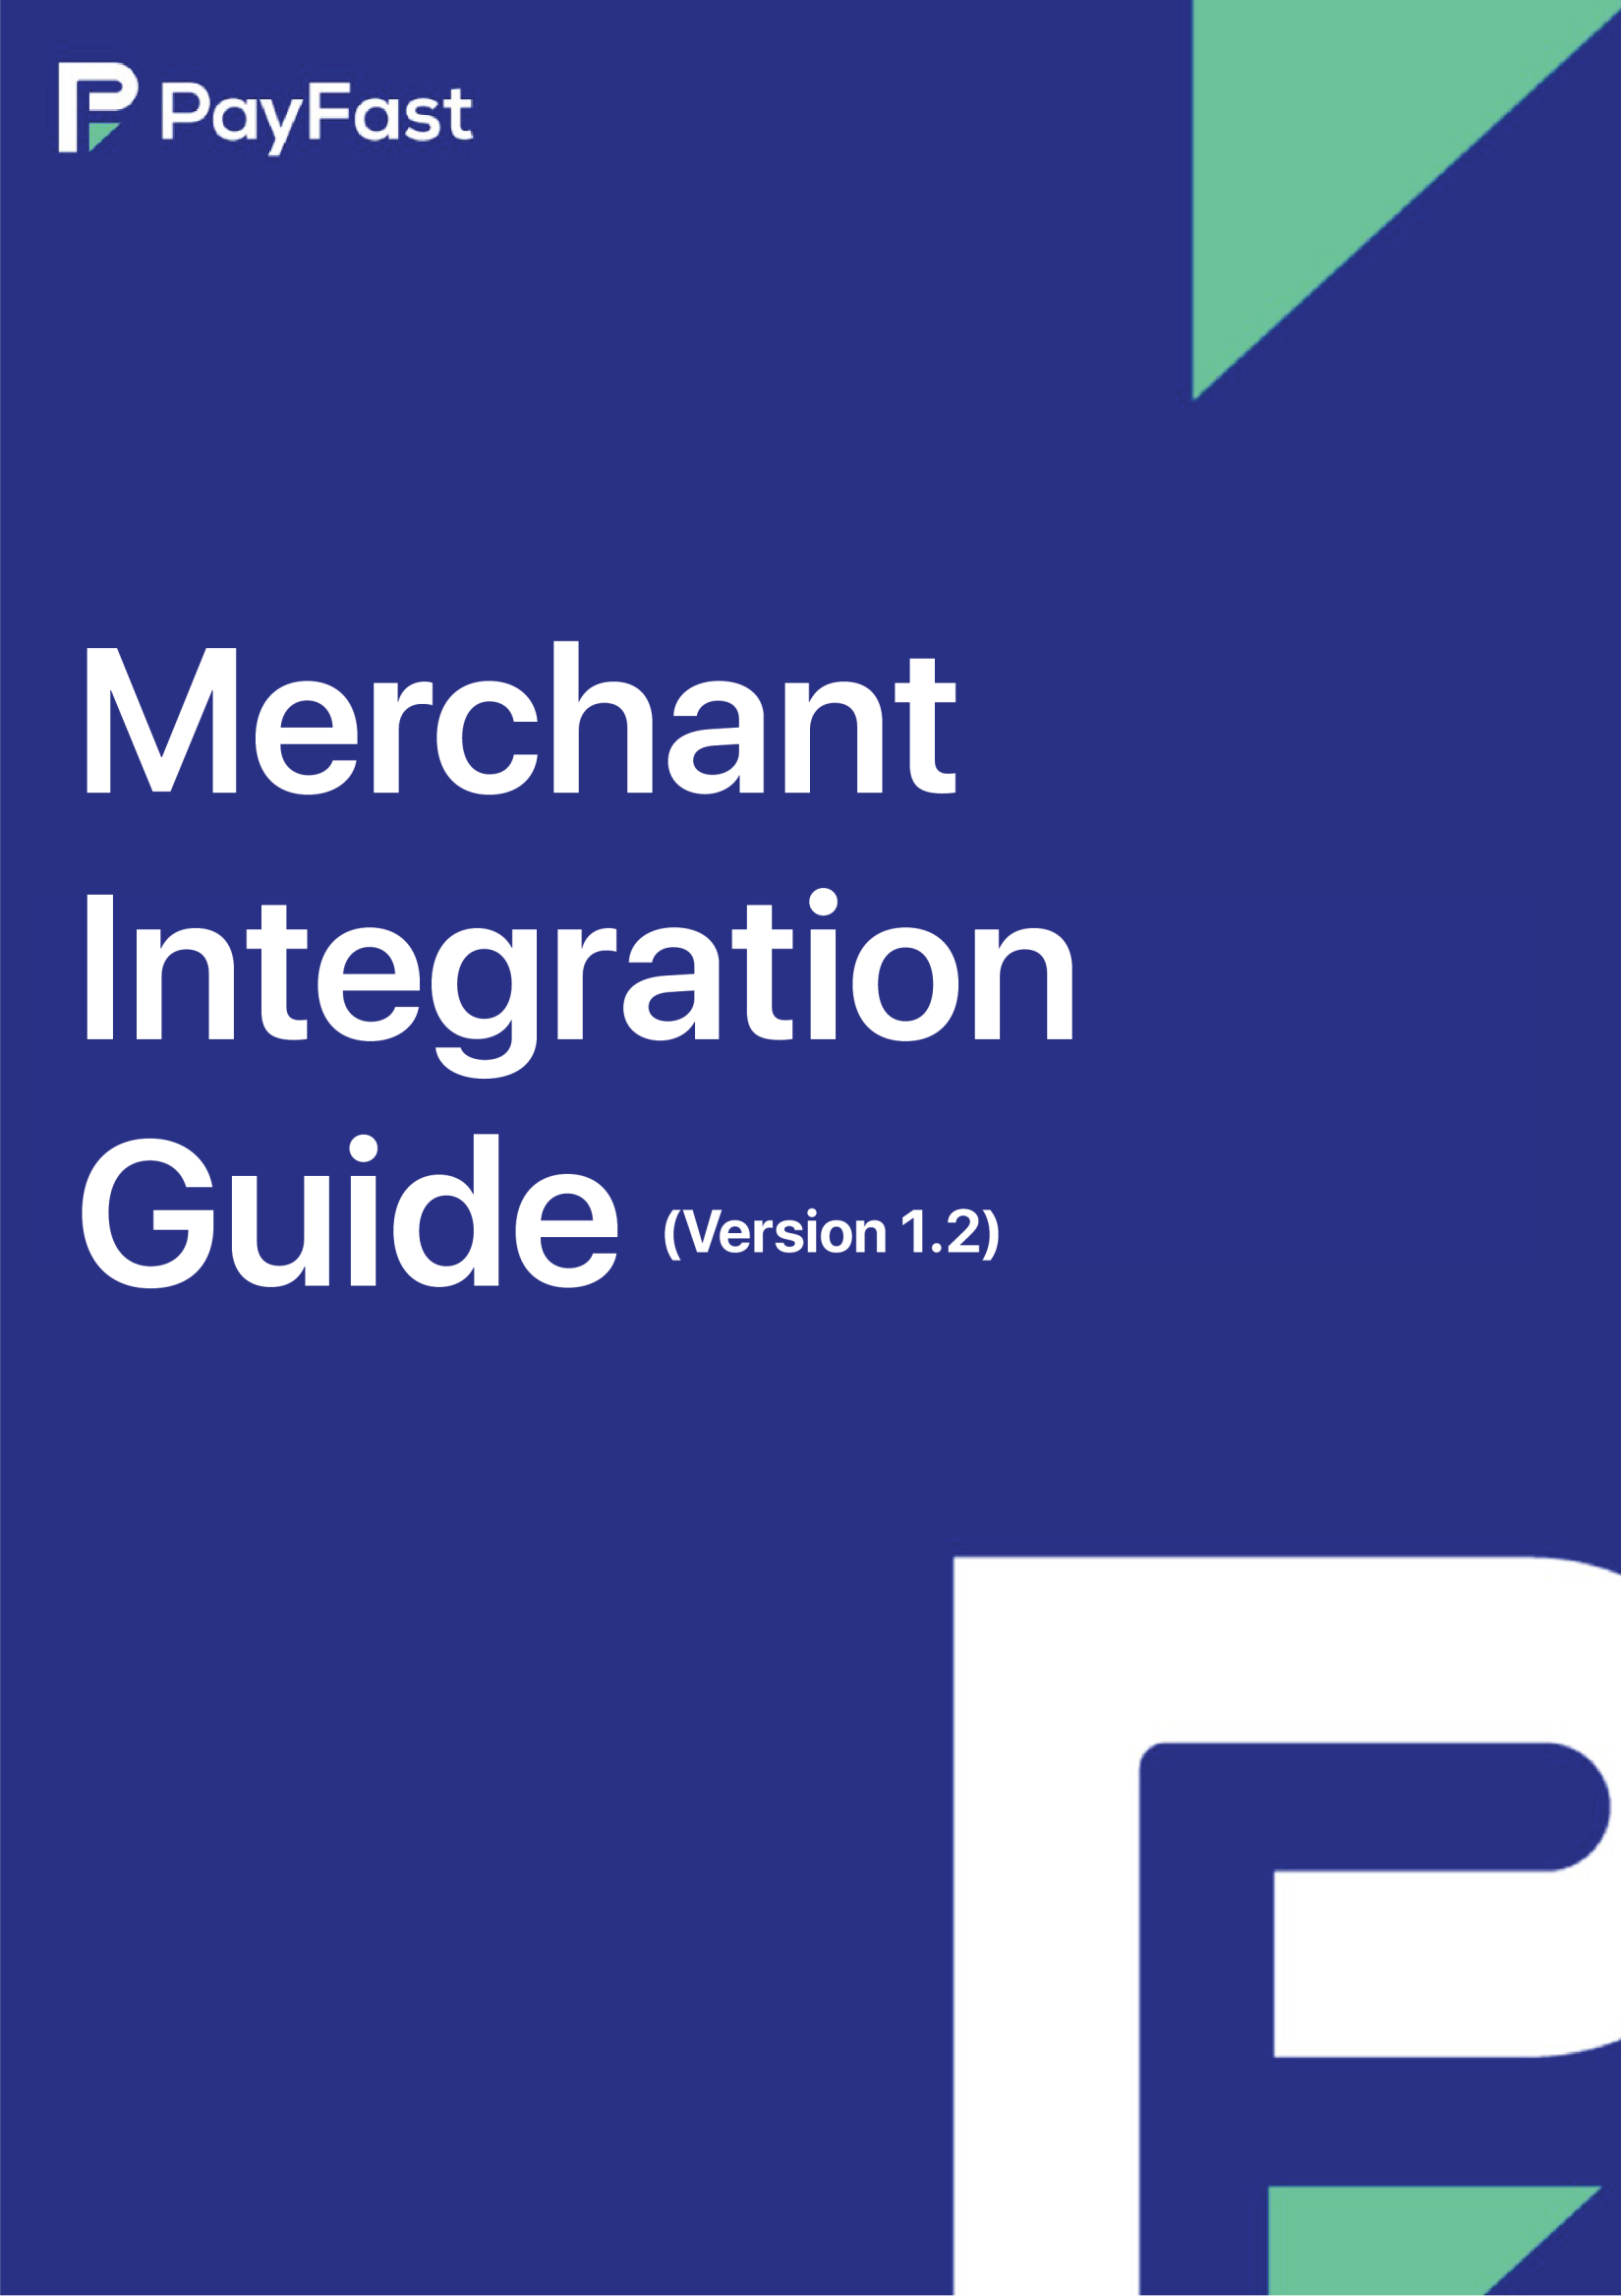 PayFast
Merchant
Integration
Guide (Version 1.2)